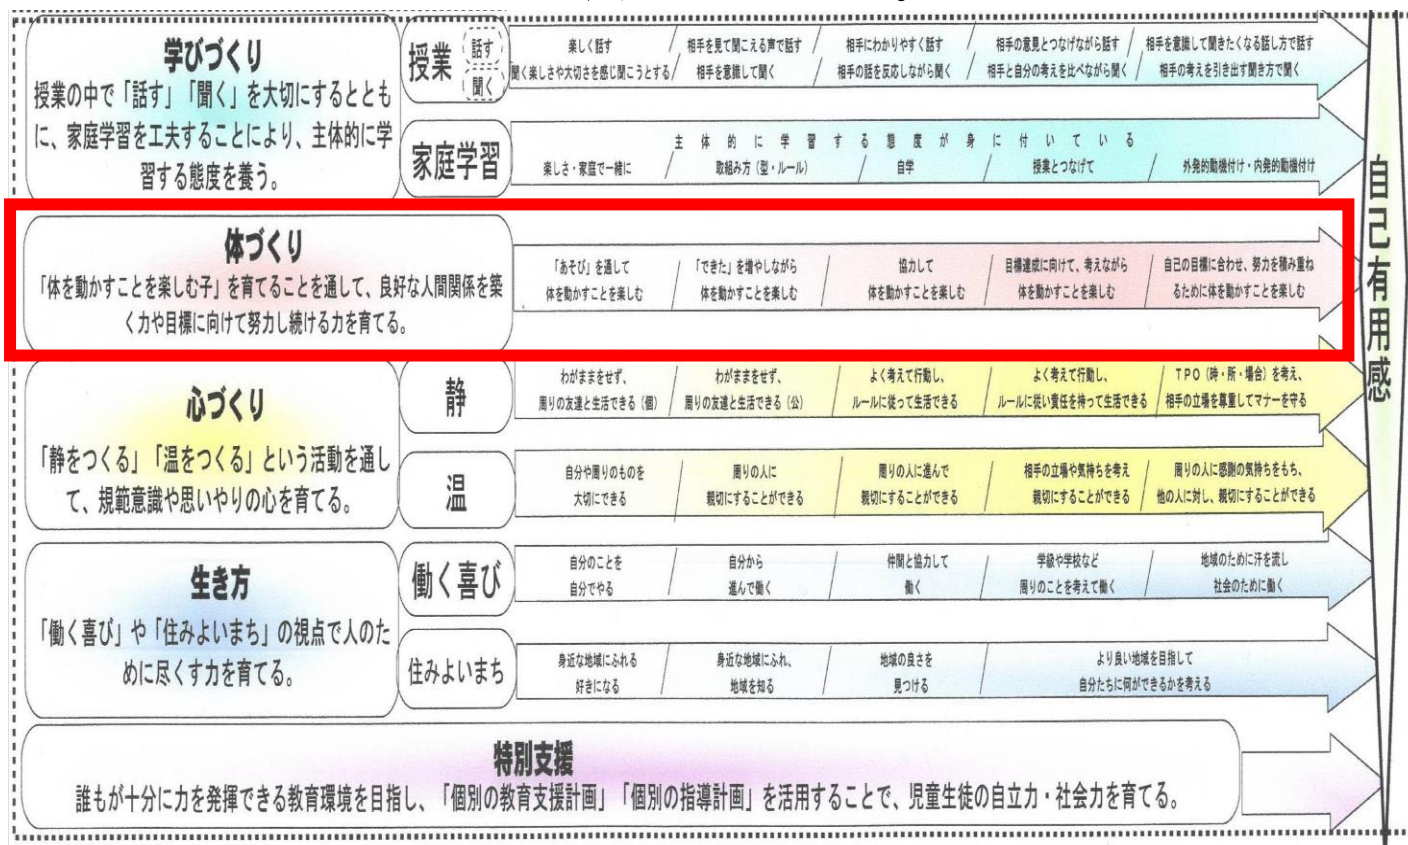 学びづくり
授業の中で「話す」「聞く」を大切にするととも
に、家庭学習を工夫することにより、主体的に学
習する態度を養う。
授業
話す
聞く
楽しく話す / 相手を見て聞こえる声で話す / 相手にわかりやすく話す / 相手の意見とつなげながら話す / 相手を意識して聞きたくなる話し方で話す
聞く楽しさや大切さを感じ聞こうとする / 相手を意識して聞く / 相手の話を反応しながら聞く / 相手と自分の考えを比べながら聞く / 相手の考えを引き出す聞き方で聞く
家庭学習
主体的に学習する態度が身に付いている
楽しさ・家庭で一緒に / 取組み方（型・ルール） / 自学 / 授業とつなげて / 外発的動機付け・内発的動機付け
体づくり
「体を動かすことを楽しむ子」を育てることを通して、良好な人間関係を築
く力や目標に向けて努力し続ける力を育てる。
「あそび」を通して / 「できた」を増やしながら / 協力して / 目標達成に向けて、考えながら / 自己の目標に合わせ、努力を積み重ね
体を動かすことを楽しむ / 体を動かすことを楽しむ / 体を動かすことを楽しむ / 体を動かすことを楽しむ / るために体を動かすことを楽しむ
心づくり
「静をつくる」「温をつくる」という活動を通し
て、規範意識や思いやりの心を育てる。
静
わがままをせず、 / わがままをせず、 / よく考えて行動し、 / よく考えて行動し、 / TPO（時・所・場合）を考え、
周りの友達と生活できる（個） / 周りの友達と生活できる（公） / ルールに従って生活できる / ルールに従い責任を持って生活できる / 相手の立場を尊重してマナーを守る
温
自分や周りのものを / 周りの人に / 周りの人に進んで / 相手の立場や気持ちを考え / 周りの人に感謝の気持ちをもち、
大切にできる / 親切にすることができる / 親切にすることができる / 親切にすることができる / 他の人に対し、親切にすることができる
生き方
「働く喜び」や「住みよいまち」の視点で人のた
めに尽くす力を育てる。
働く喜び
自分のことを / 自分から / 仲間と協力して / 学級や学校など / 地域のために汗を流し
自分でやる / 進んで働く / 働く / 周りのことを考えて働く / 社会のために働く
住みよいまち
身近な地域にふれる / 身近な地域にふれ、 / 地域の良さを / より良い地域を目指して
好きになる / 地域を知る / 見つける / 自分たちに何ができるかを考える
特別支援
誰もが十分に力を発揮できる教育環境を目指し、「個別の教育支援計画」「個別の指導計画」を活用することで、児童生徒の自立力・社会力を育てる。
自己有用感